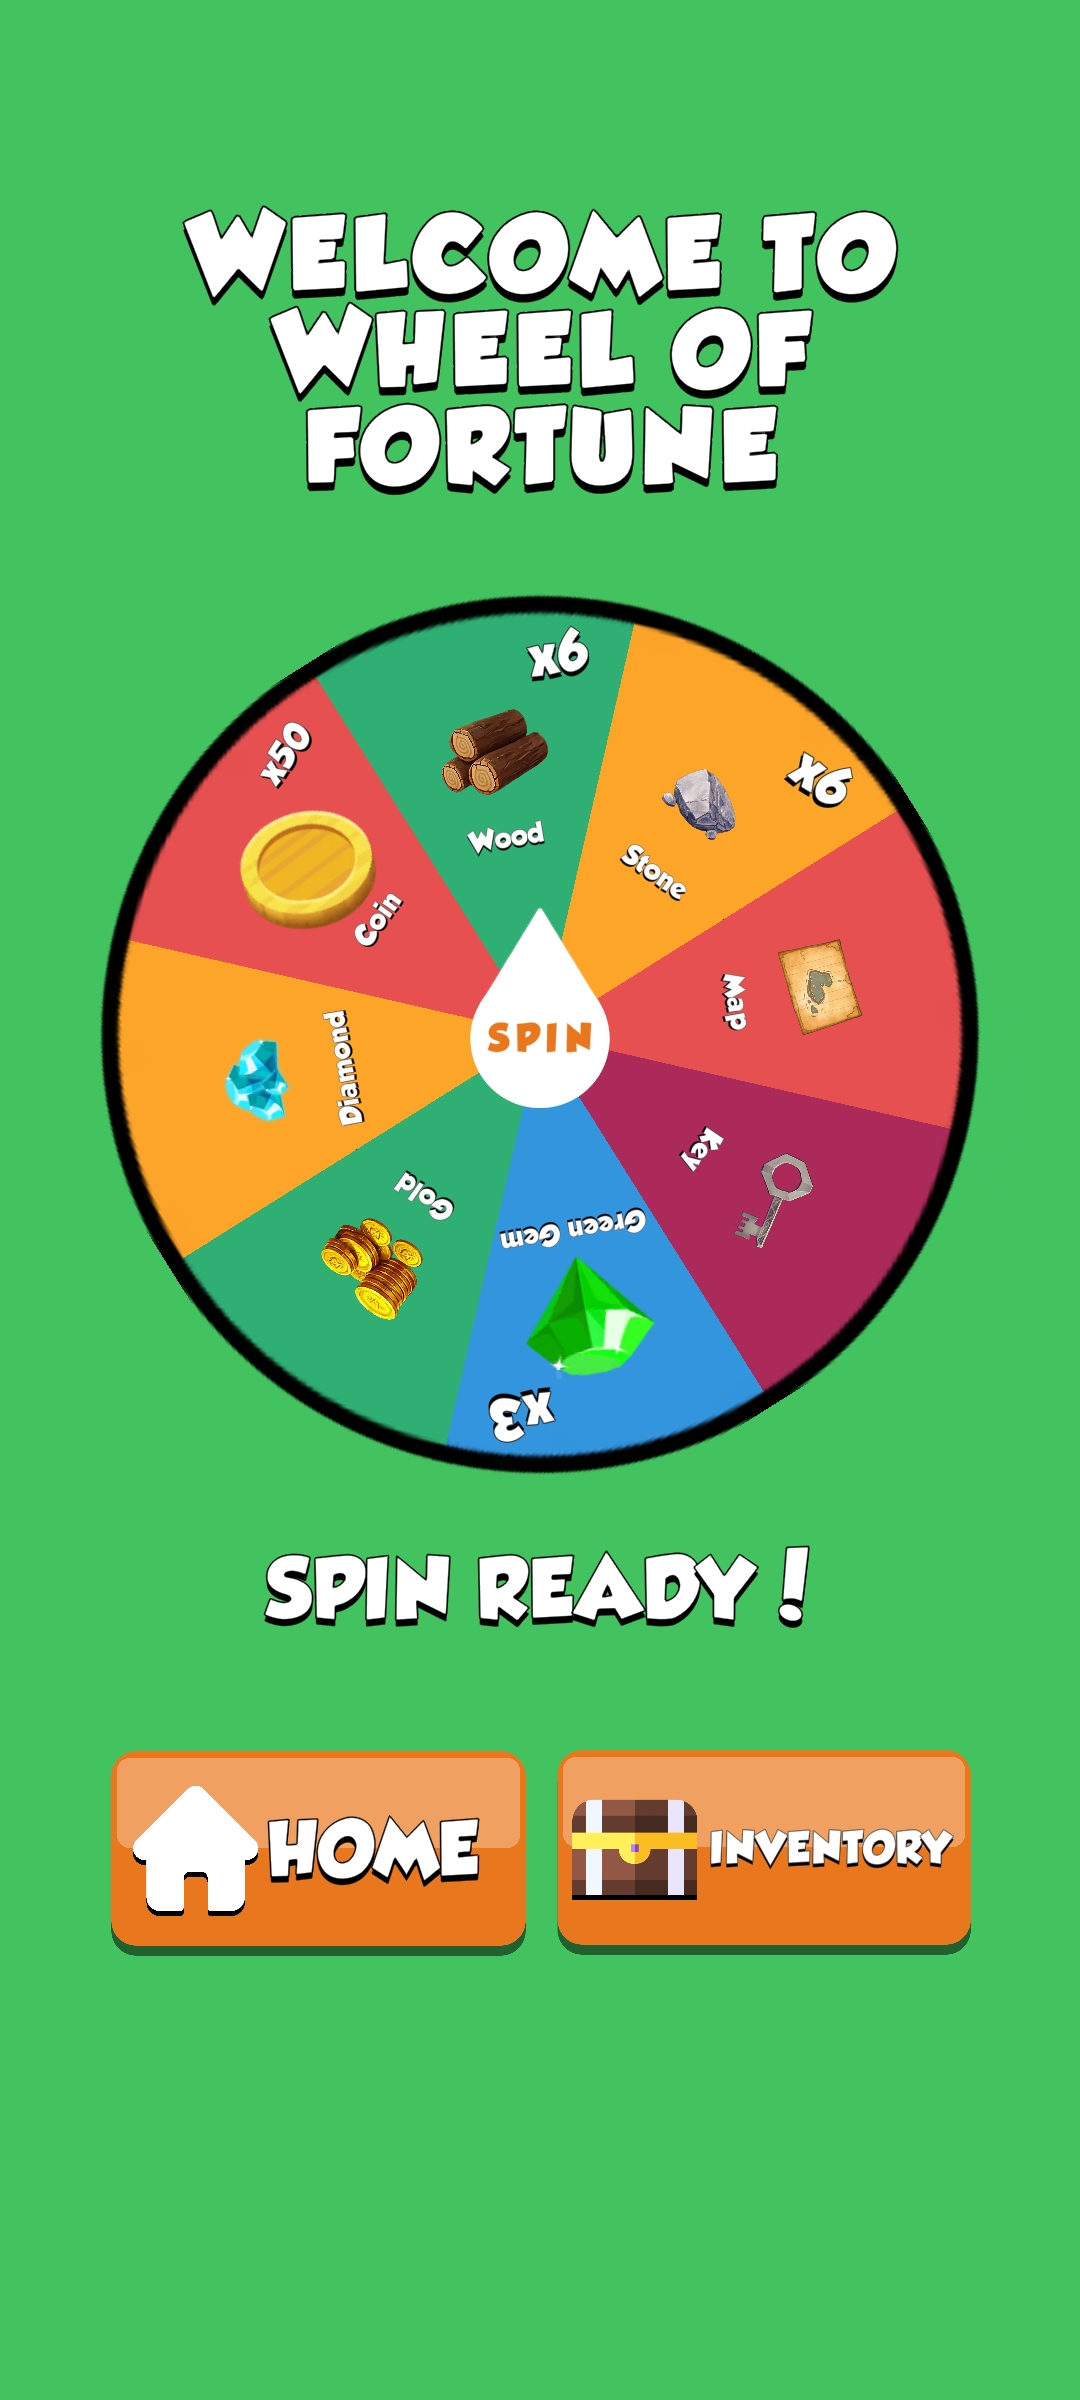 WELCOME TO
WHEEL OF
FORTUNE
x6
Wood
x6
Stone
Map
Key
Green Gem
x3
Gold
Diamond
x50
Coin
SPIN
SPIN READY!
HOME
INVENTORY